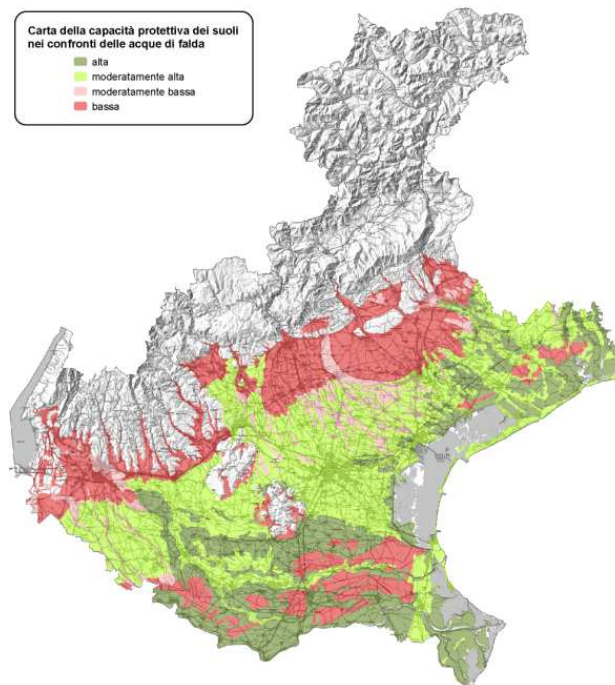 Carta della capacità protettiva dei suoli
nei confronti delle acque di falda
alta
moderatamente alta
moderatamente bassa
bassa